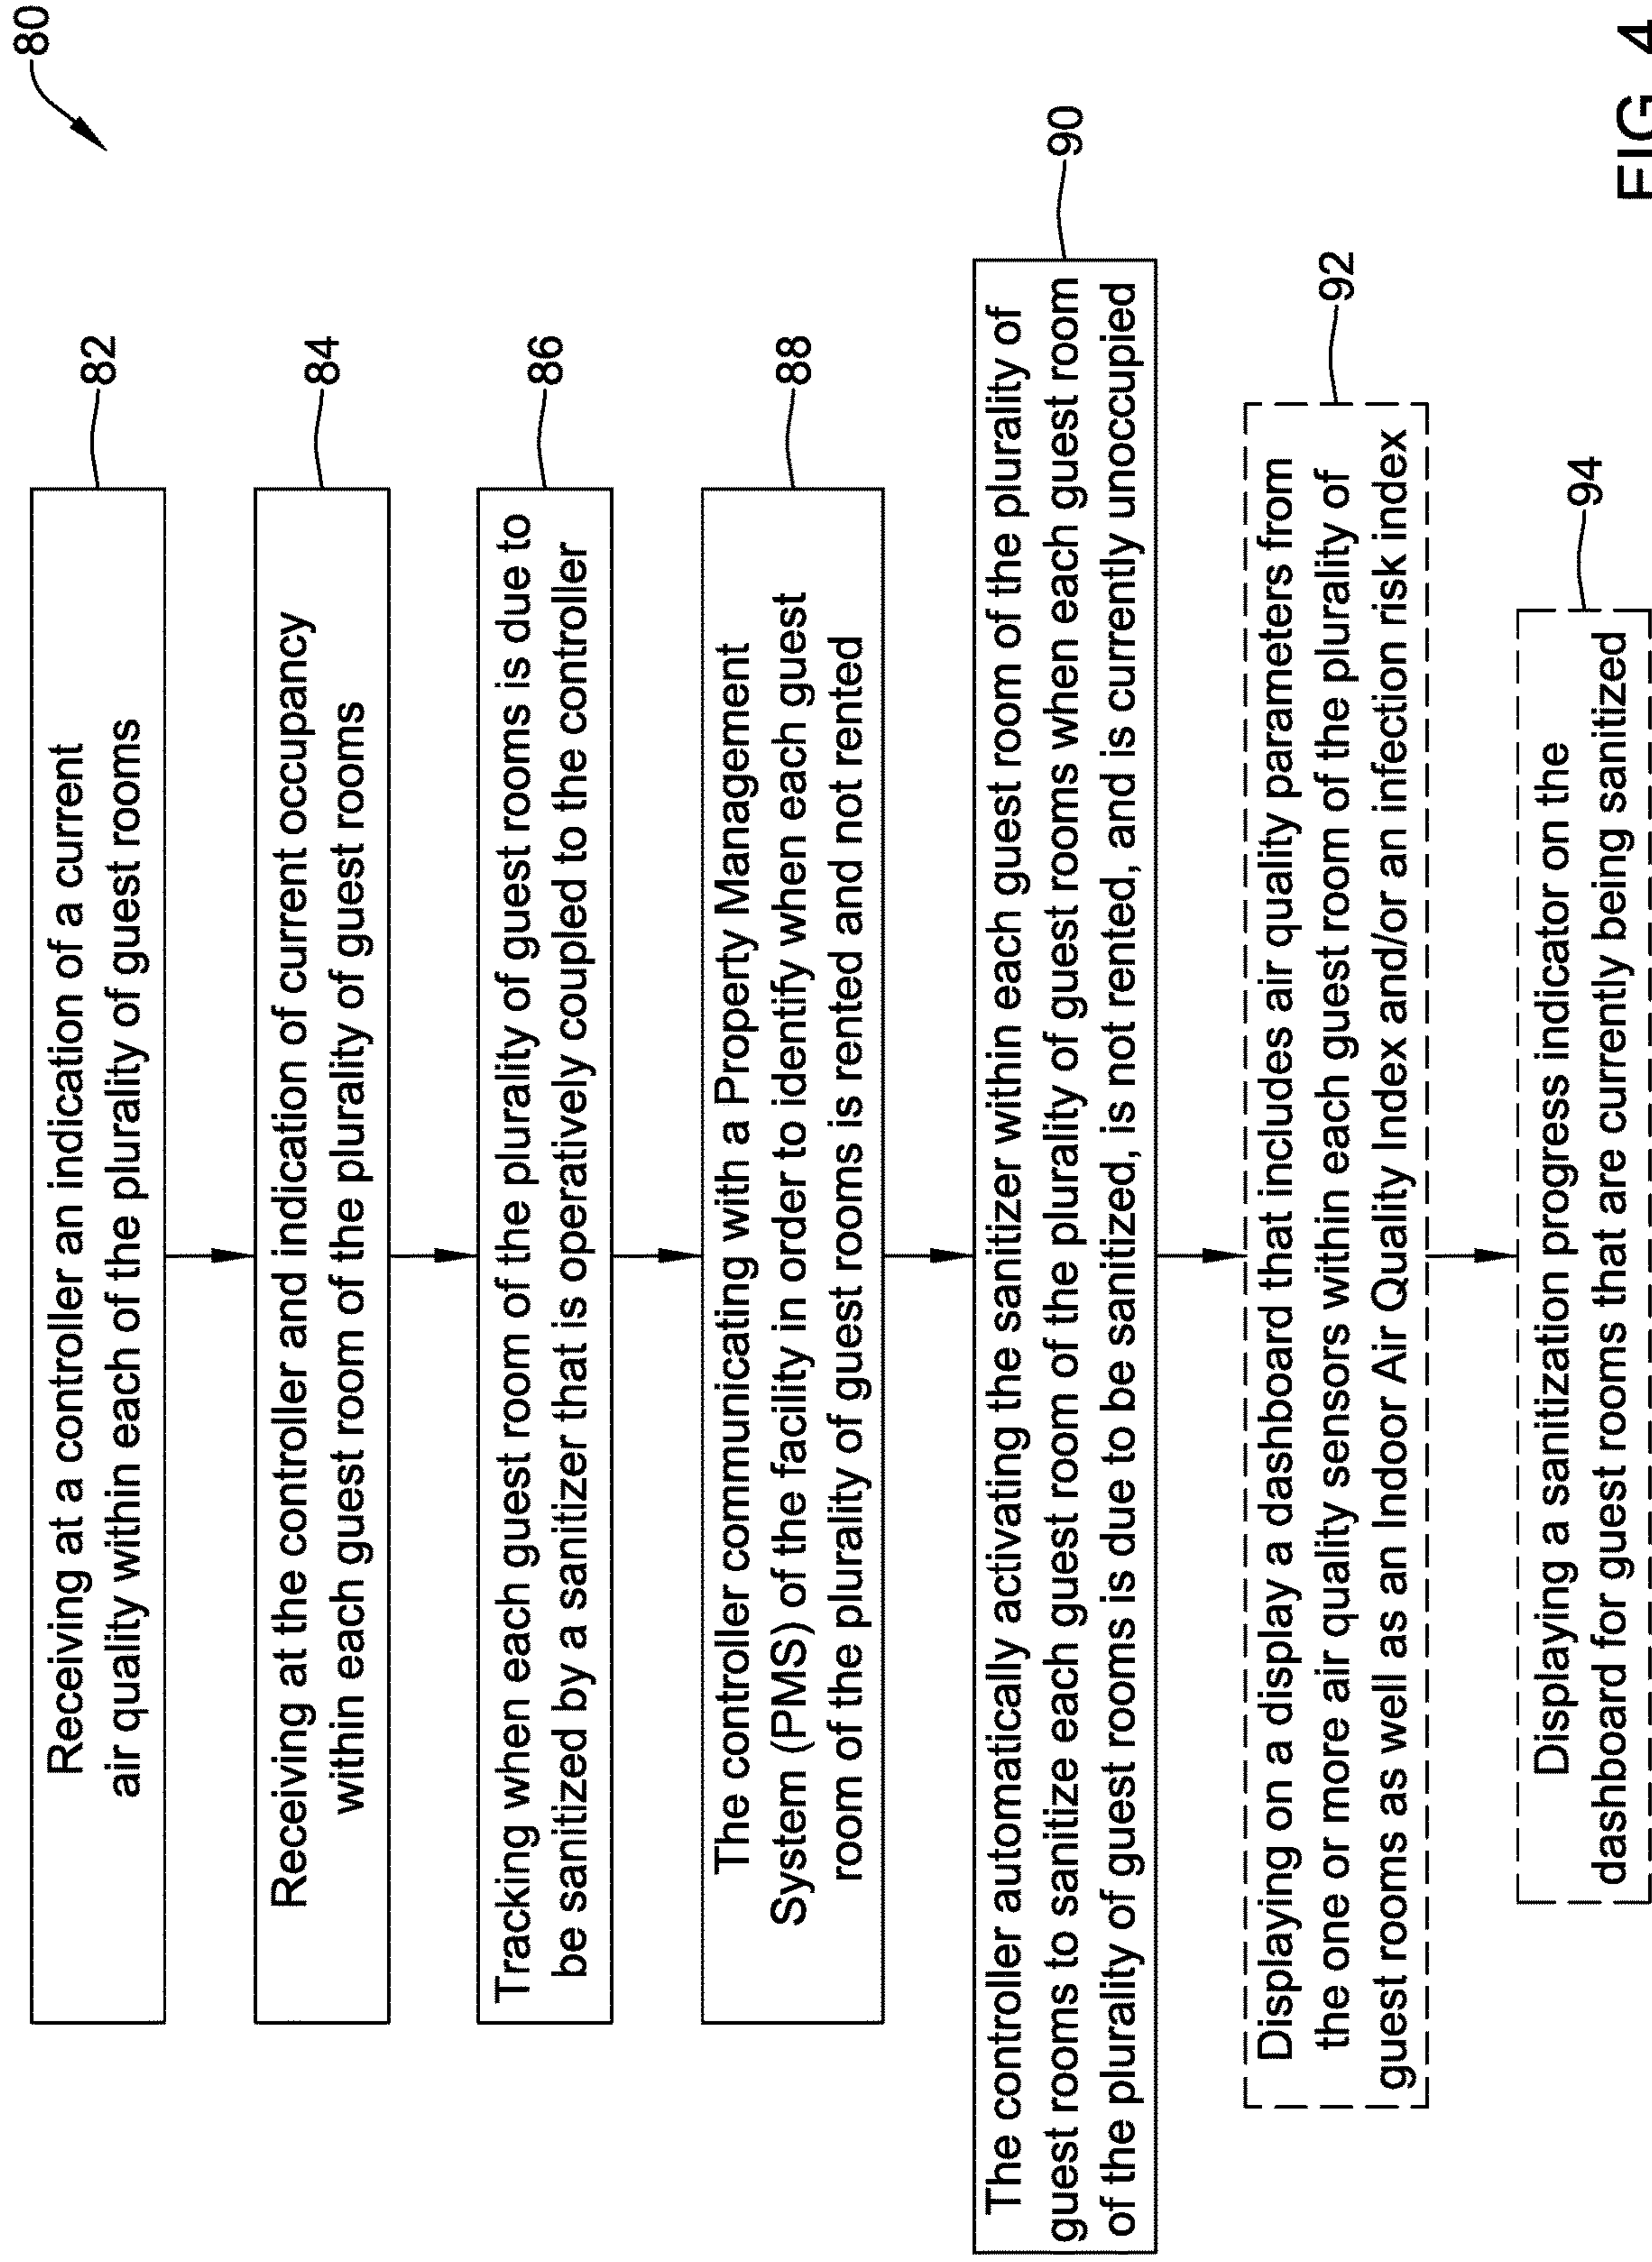 80
Receiving at a controller an indication of a current
air quality within each of the plurality of guest rooms
82
Receiving at the controller and indication of current occupancy
within each guest room of the plurality of guest rooms
84
Tracking when each guest room of the plurality of guest rooms is due to
be sanitized by a sanitizer that is operatively coupled to the controller
86
The controller communicating with a Property Management
System (PMS) of the facility in order to identify when each guest
room of the plurality of guest rooms is rented and not rented
88
The controller automatically activating the sanitizer within each guest room of the plurality of
guest rooms to sanitize each guest room of the plurality of guest rooms when each guest room
of the plurality of guest rooms is due to be sanitized, is not rented, and is currently unoccupied
90
Displaying on a display a dashboard that includes air quality parameters from
the one or more air quality sensors within each guest room of the plurality of
guest rooms as well as an Indoor Air Quality Index and/or an infection risk index
92
Displaying a sanitization progress indicator on the
dashboard for guest rooms that are currently being sanitized
94
FIG. 4